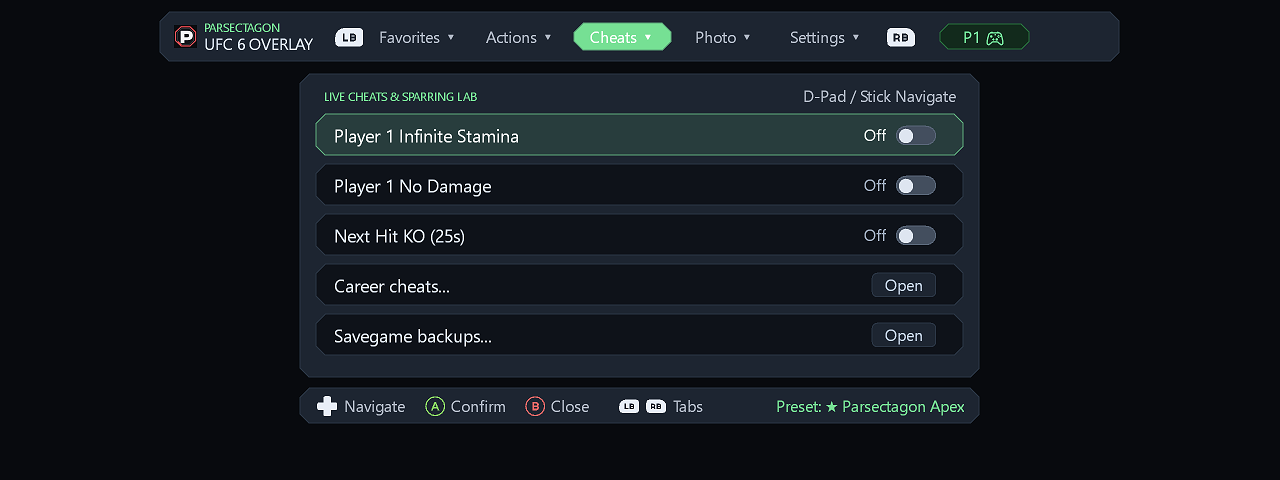 PARSECTAGON
UFC 6 OVERLAY
LB Favorites ▼ Actions ▼ Cheats ▼ Photo ▼ Settings ▼ RB P1
LIVE CHEATS & SPARRING LAB D-Pad / Stick Navigate
Player 1 Infinite Stamina Off
Player 1 No Damage Off
Next Hit KO (25s) Off
Career cheats... Open
Savegame backups... Open
Navigate A Confirm B Close LB RB Tabs Preset: ★ Parsectagon Apex